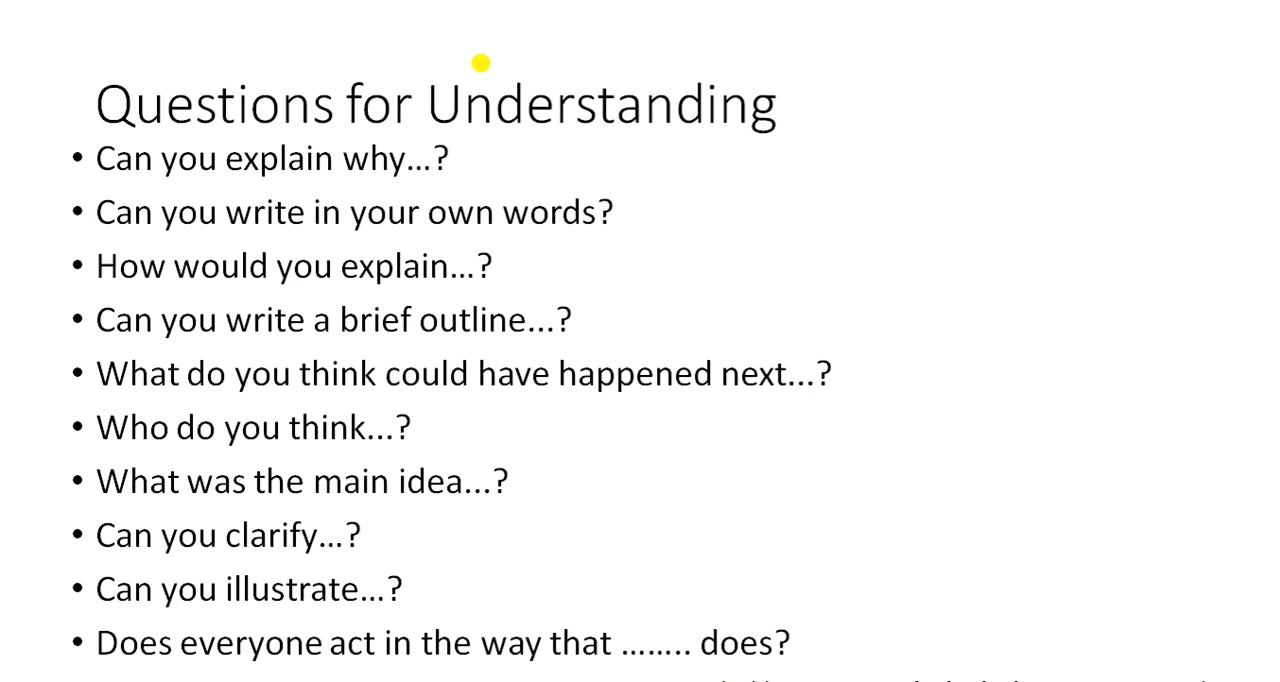 Questions for Understanding
• Can you explain why...?
• Can you write in your own words?
• How would you explain...?
• Can you write a brief outline...?
• What do you think could have happened next...?
• Who do you think...?
• What was the main idea...?
• Can you clarify...?
• Can you illustrate...?
• Does everyone act in the way that ........ does?